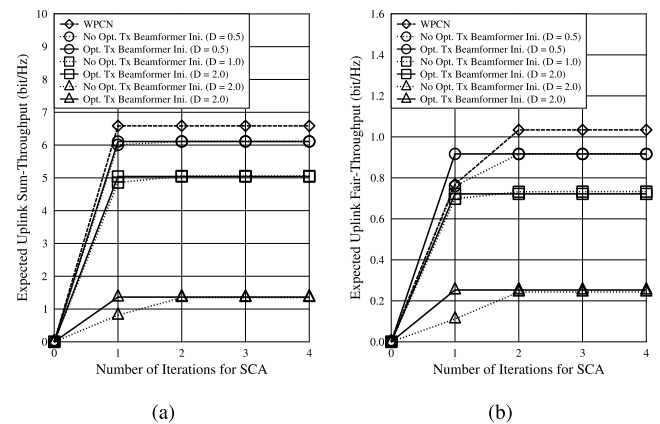 10
9
8
7
6
5
4
3
2
1
0
Expected Uplink Sum-Throughput (bit/Hz)
WPCN
No Opt. Tx Beamformer Ini. (D = 0.5)
Opt. Tx Beamformer Ini. (D = 0.5)
No Opt. Tx Beamformer Ini. (D = 1.0)
Opt. Tx Beamformer Ini. (D = 2.0)
No Opt. Tx Beamformer Ini. (D = 2.0)
Opt. Tx Beamformer Ini. (D = 2.0)
0 1 2 3 4
Number of Iterations for SCA
(a)
1.6
1.4
1.2
1.0
0.8
0.6
0.4
0.2
0.0
Expected Uplink Fair-Throughput (bit/Hz)
WPCN
No Opt. Tx Beamformer Ini. (D = 0.5)
Opt. Tx Beamformer Ini. (D = 0.5)
No Opt. Tx Beamformer Ini. (D = 1.0)
Opt. Tx Beamformer Ini. (D = 2.0)
No Opt. Tx Beamformer Ini. (D = 2.0)
Opt. Tx Beamformer Ini. (D = 2.0)
0 1 2 3 4
Number of Iterations for SCA
(b)